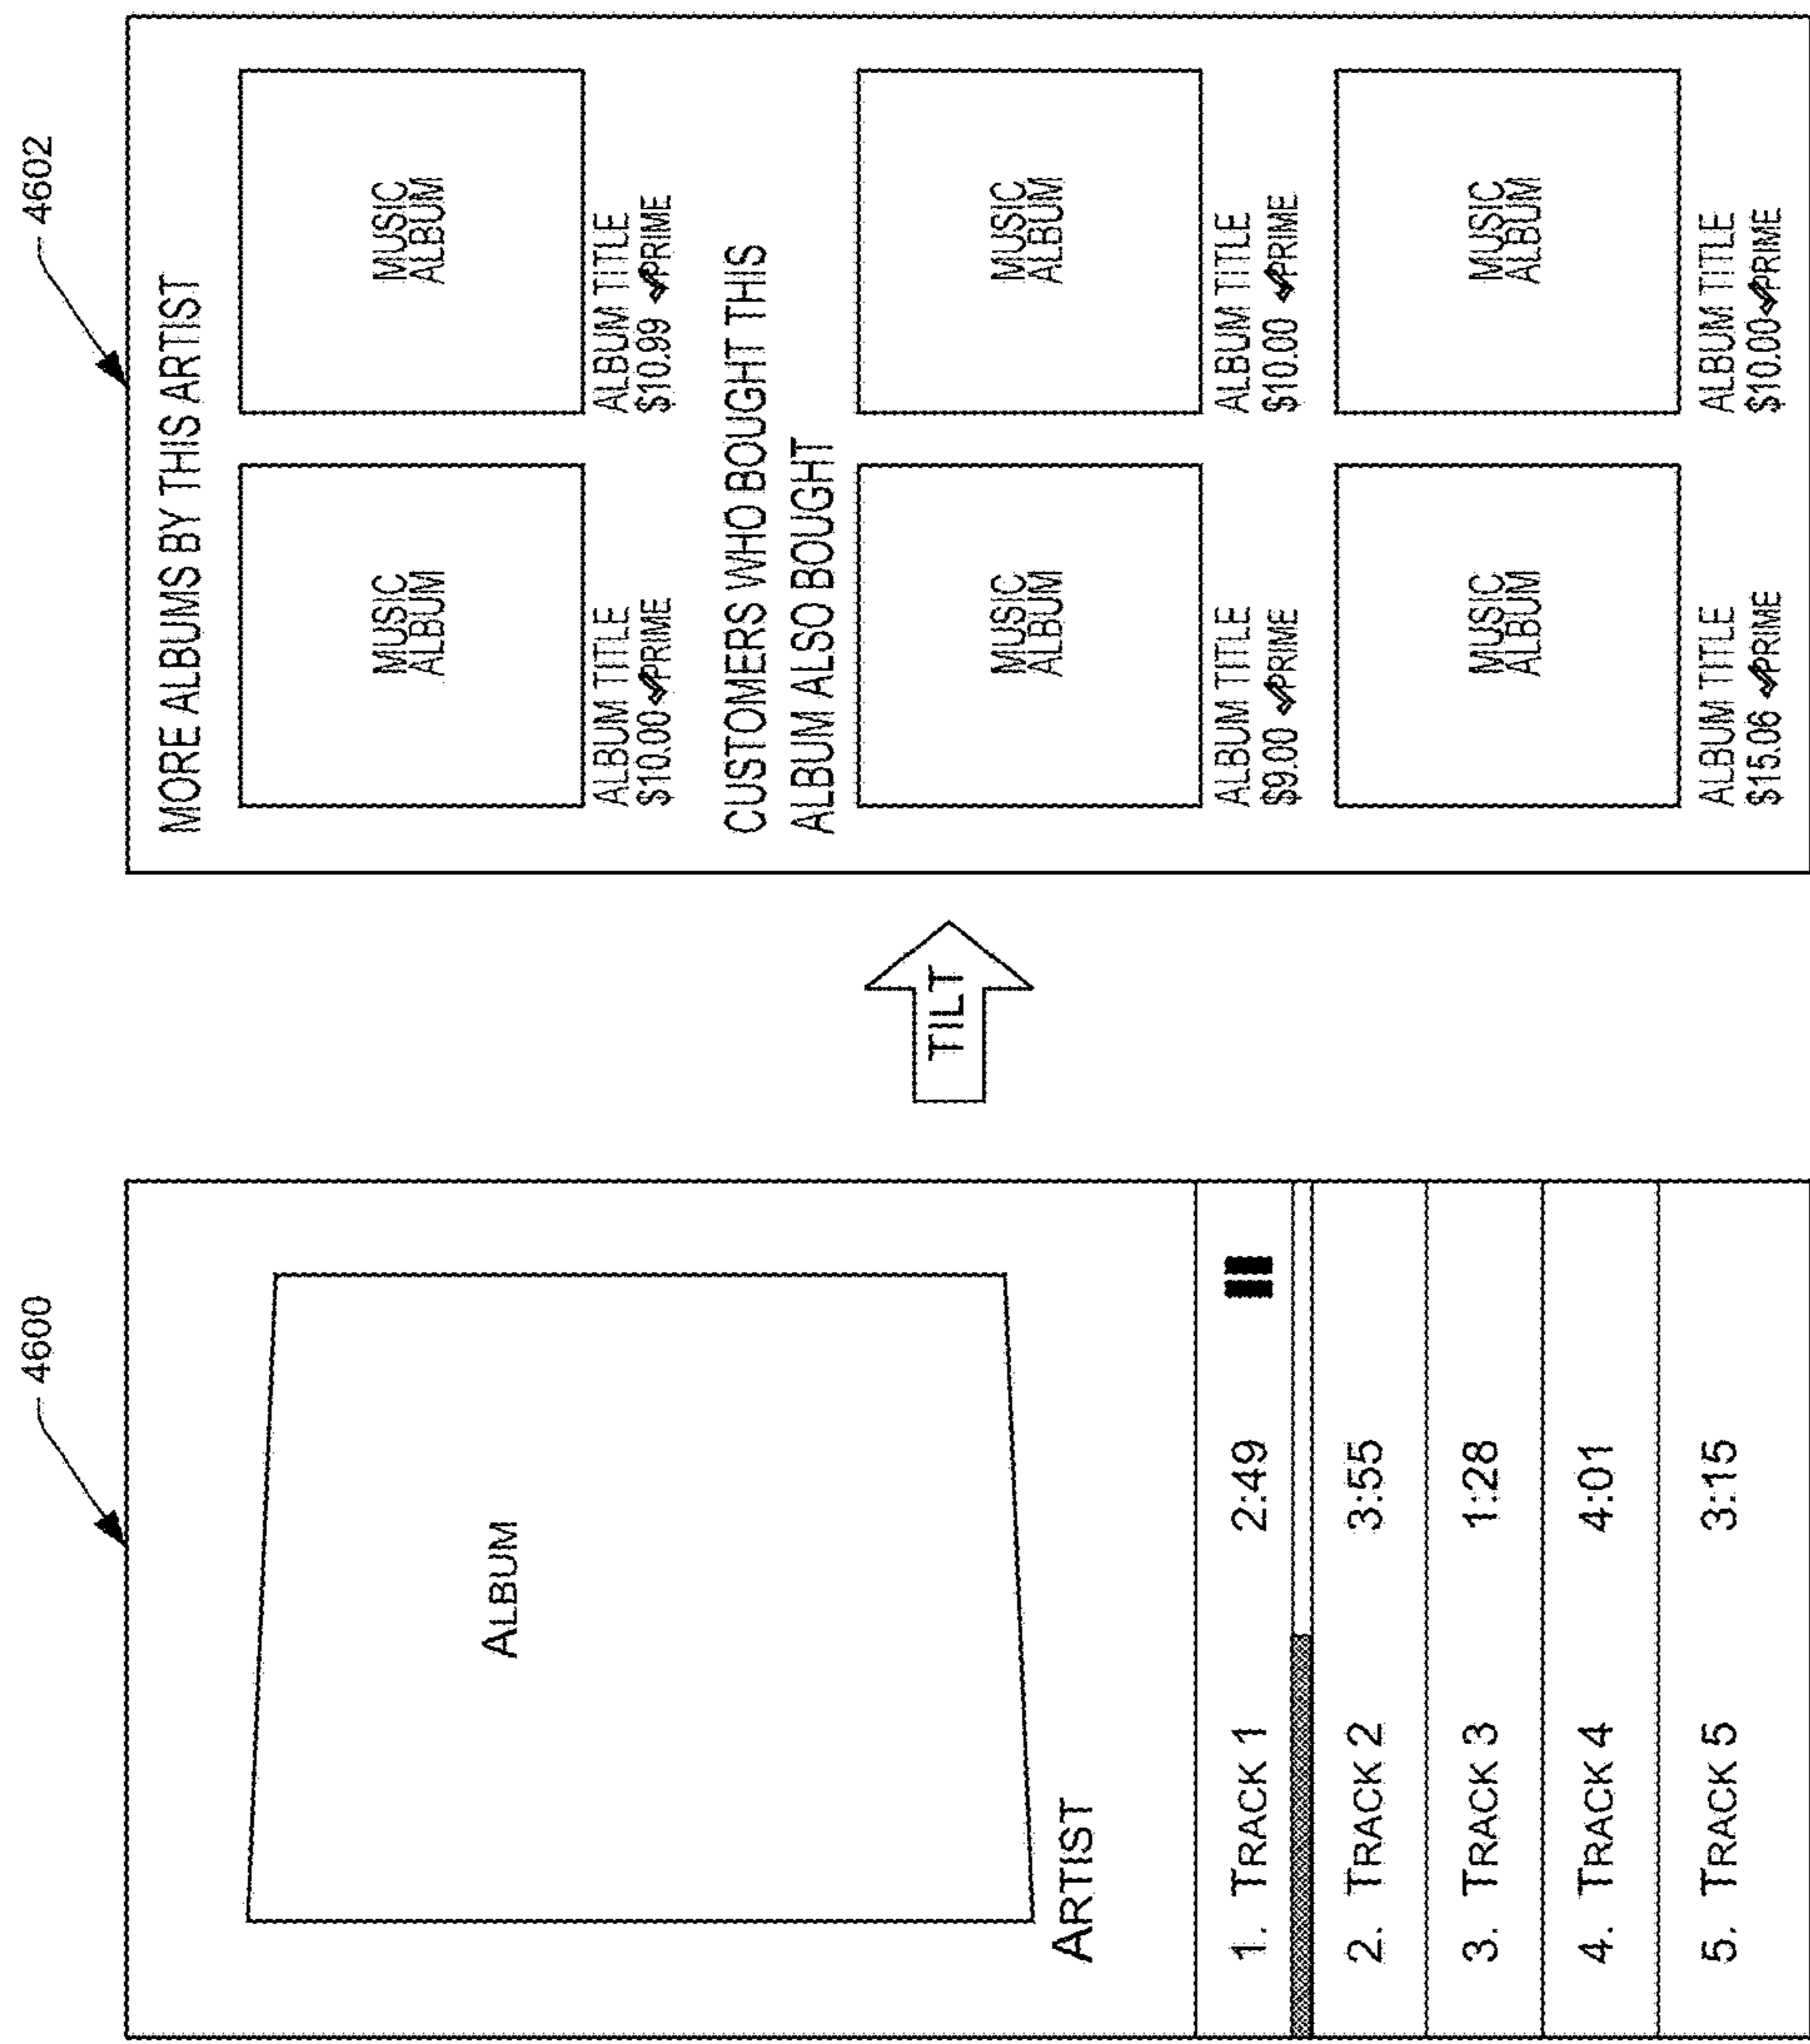 4600
ALBUM
ARTIST
1. TRACK 1 2:49
2. TRACK 2 3:55
3. TRACK 3 1:28
4. TRACK 4 4:01
5. TRACK 5 3:15
TILT
4602
MORE ALBUMS BY THIS ARTIST
MUSIC
ALBUM
ALBUM TITLE
$10.00 PRIME
MUSIC
ALBUM
ALBUM TITLE
$10.99 PRIME
CUSTOMERS WHO BOUGHT THIS
ALBUM ALSO BOUGHT
MUSIC
ALBUM
ALBUM TITLE
$9.00 PRIME
MUSIC
ALBUM
ALBUM TITLE
$10.00 PRIME
MUSIC
ALBUM
ALBUM TITLE
$15.06 PRIME
MUSIC
ALBUM
ALBUM TITLE
$10.00 PRIME